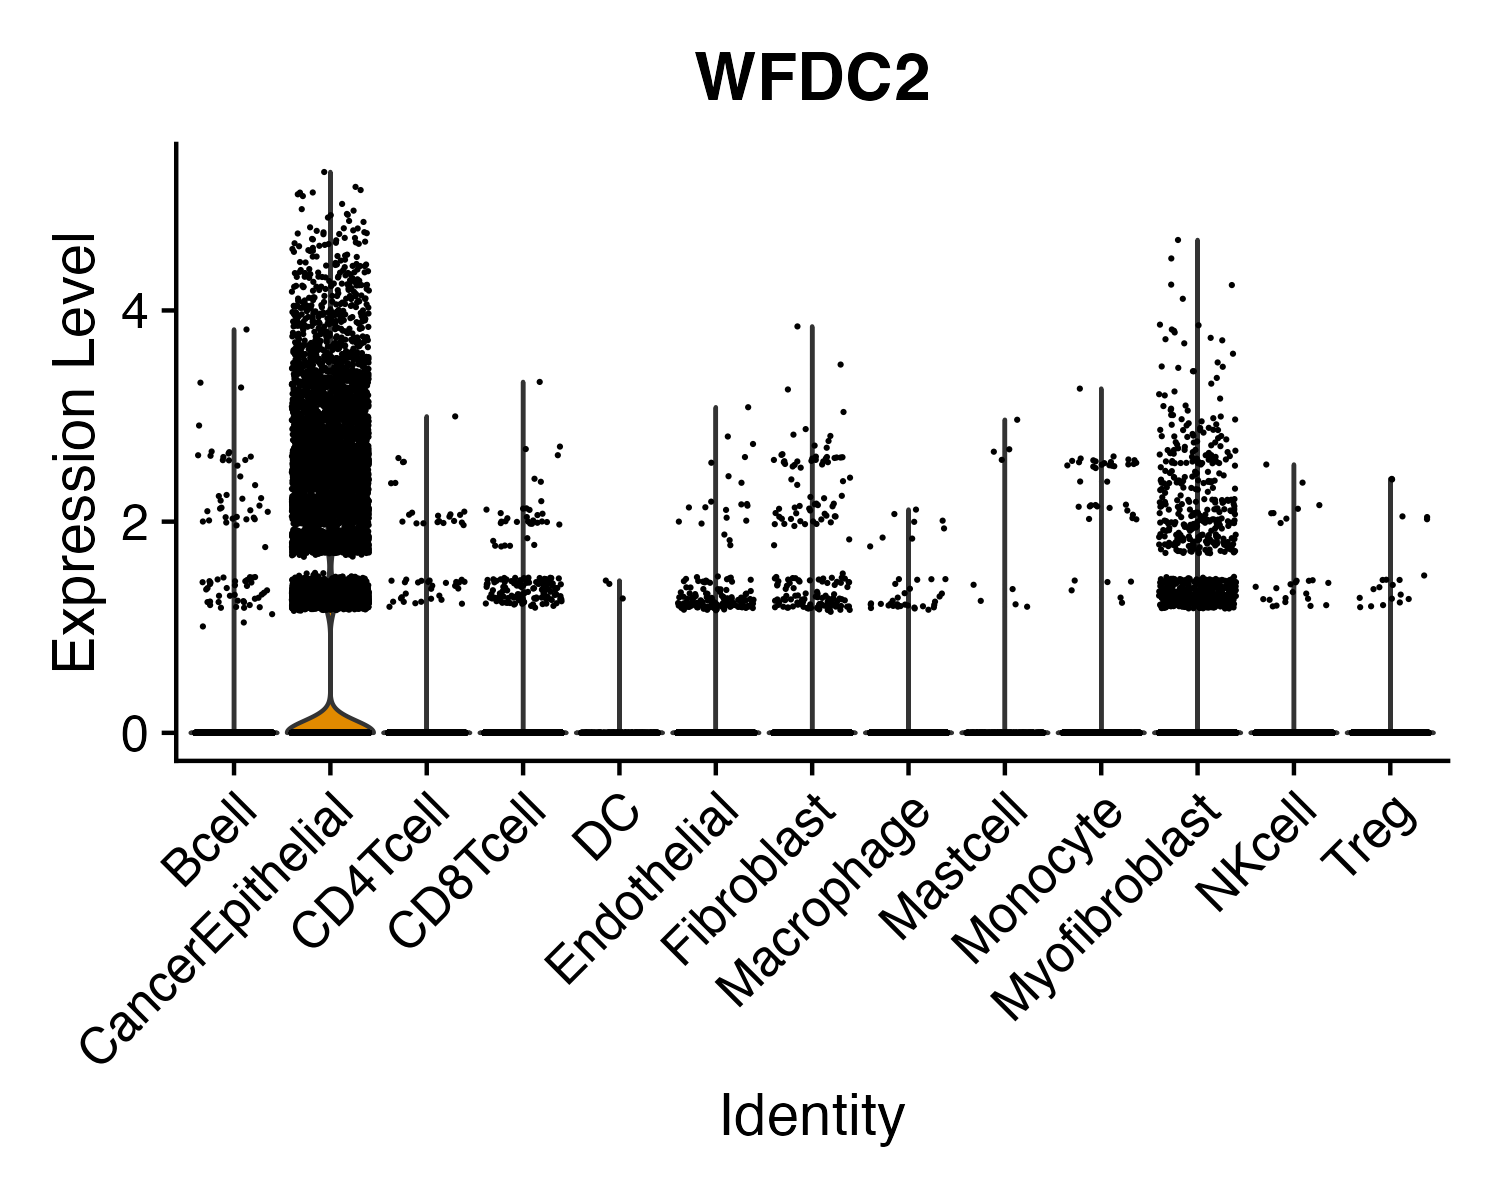 WFDC2
Expression Level
4
2
0
Bcell
CancerEpithelial
CD4Tcell
CD8Tcell
DC
Endothelial
Fibroblast
Macrophage
Mastcell
Monocyte
Myofibroblast
NKcell
Treg
Identity